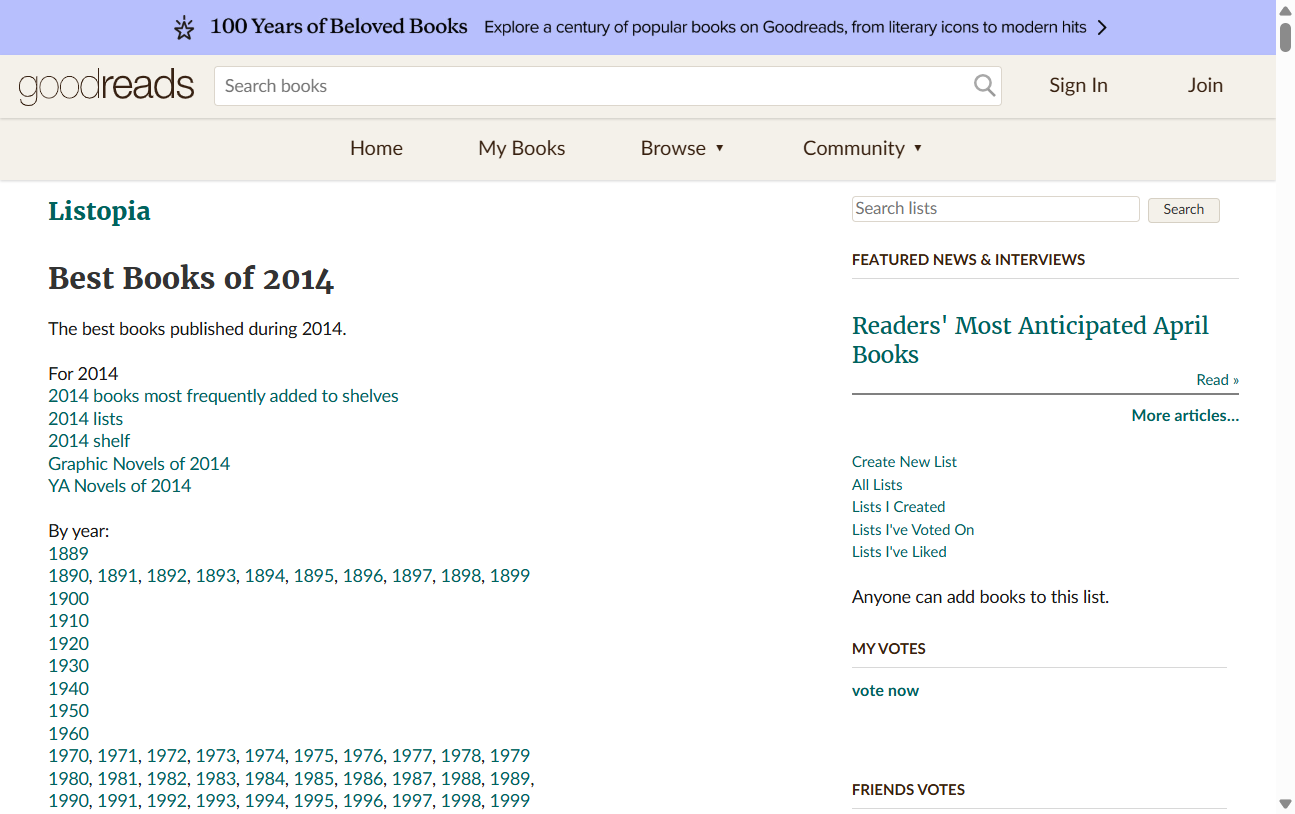 100 Years of Beloved Books Explore a century of popular books on Goodreads, from literary icons to modern hits
goodreads
Search books
Sign In
Join
Home
My Books
Browse ▼
Community ▼
Listopia
Best Books of 2014
The best books published during 2014.
For 2014
2014 books most frequently added to shelves
2014 lists
2014 shelf
Graphic Novels of 2014
YA Novels of 2014
By year:
1889
1890, 1891, 1892, 1893, 1894, 1895, 1896, 1897, 1898, 1899
1900
1910
1920
1930
1940
1950
1960
1970, 1971, 1972, 1973, 1974, 1975, 1976, 1977, 1978, 1979
1980, 1981, 1982, 1983, 1984, 1985, 1986, 1987, 1988, 1989,
1990, 1991, 1992, 1993, 1994, 1995, 1996, 1997, 1998, 1999
Search lists
Search
FEATURED NEWS & INTERVIEWS
Readers' Most Anticipated April
Books
Read »
More articles...
Create New List
All Lists
Lists I Created
Lists I've Voted On
Lists I've Liked
Anyone can add books to this list.
MY VOTES
vote now
FRIENDS VOTES